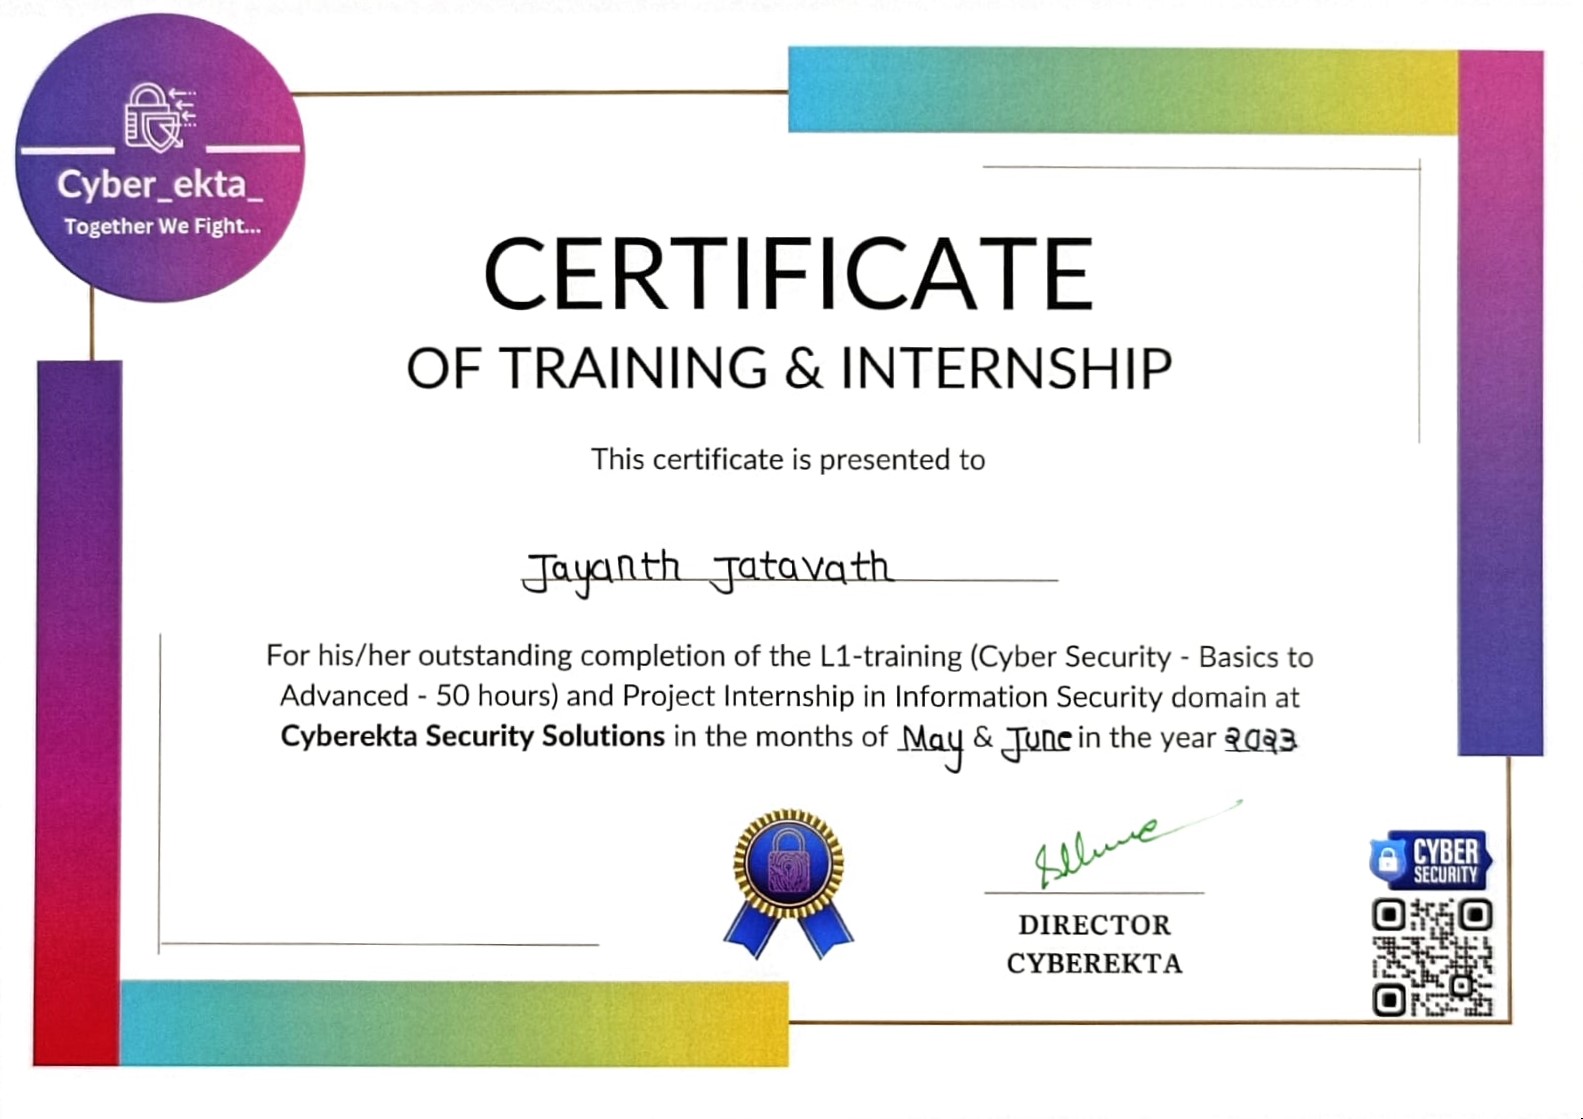 Cyber_ekta_
Together We Fight...
CERTIFICATE
OF TRAINING & INTERNSHIP
This certificate is presented to
Jayanth Jatavath
For his/her outstanding completion of the L1-training (Cyber Security - Basics to
Advanced - 50 hours) and Project Internship in Information Security domain at
Cyberekta Security Solutions in the months of May & June in the year 2023
DIRECTOR
CYBEREKTA
CYBER
SECURITY